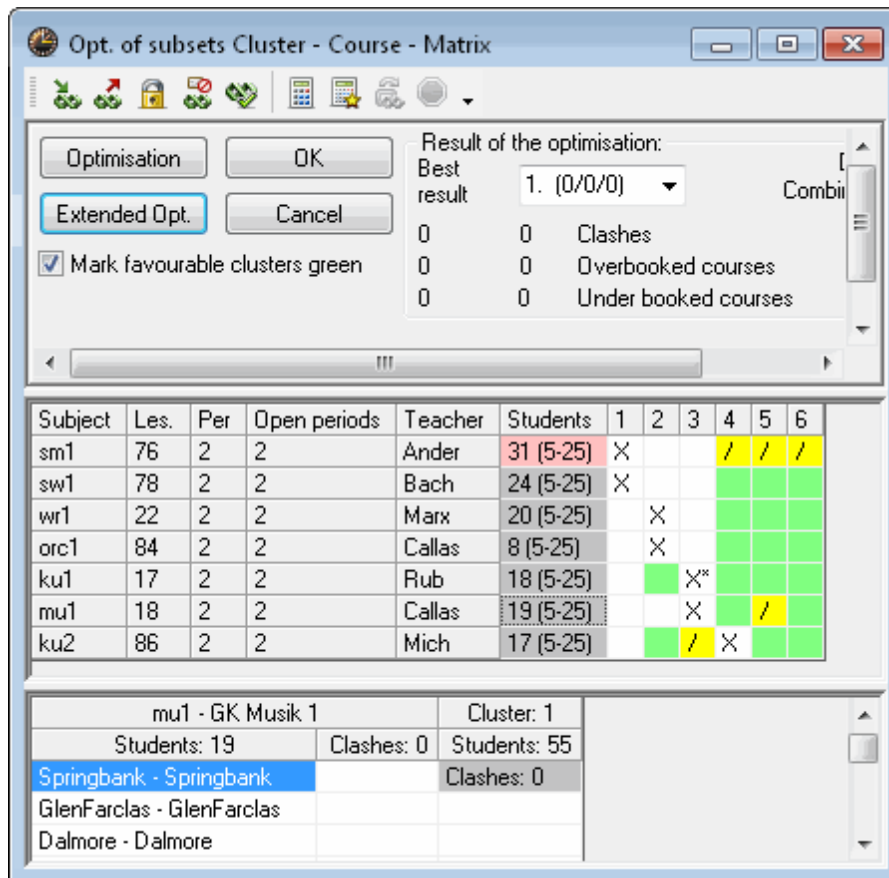 Opt. of subsets Cluster - Course - Matrix
Optimisation OK
Extended Opt. Cancel
Mark favourable clusters green
Result of the optimisation:
Best result 1. (0/0/0) Combin
0 0 Clashes
0 0 Overbooked courses
0 0 Under booked courses
Subject Les. Per Open periods Teacher Students 1 2 3 4 5 6
sm1 76 2 2 Ander 31 (5-25) X / / /
sw1 78 2 2 Bach 24 (5-25) X
wr1 22 2 2 Marx 20 (5-25) X
orc1 84 2 2 Callas 8 (5-25) X
ku1 17 2 2 Rub 18 (5-25) X*
mu1 18 2 2 Callas 19 (5-25) X /
ku2 86 2 2 Mich 17 (5-25) / X
mu1 - GK Musik 1 Cluster: 1
Students: 19 Clashes: 0 Students: 55
Springbank - Springbank Clashes: 0
GlenFarclas - GlenFarclas
Dalmore - Dalmore